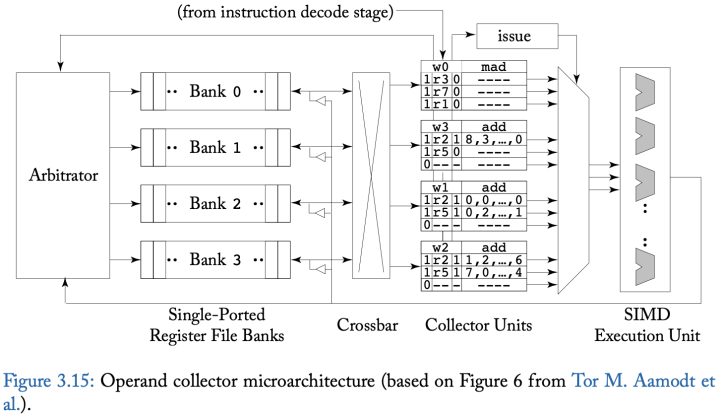 (from instruction decode stage)
issue
Arbitrator
·· Bank 0 ··
·· Bank 1 ··
·· Bank 2 ··
·· Bank 3 ··
w0 mad
1 r3 0 ----
1 r7 0 ----
1 r1 0 ----
w3 add
1 r2 1 8,3,…,0
1 r5 0 ----
0 -- - ----
w1 add
1 r2 1 0,0,…,0
1 r5 1 0,2,…,1
0 -- - ----
w2 add
1 r2 1 1,2,…,6
1 r5 1 7,0,…,4
0 -- - ----
Single-Ported
Register File Banks
Crossbar
Collector Units
SIMD
Execution Unit
Figure 3.15: Operand collector microarchitecture (based on Figure 6 from Tor M. Aamodt et
al.).